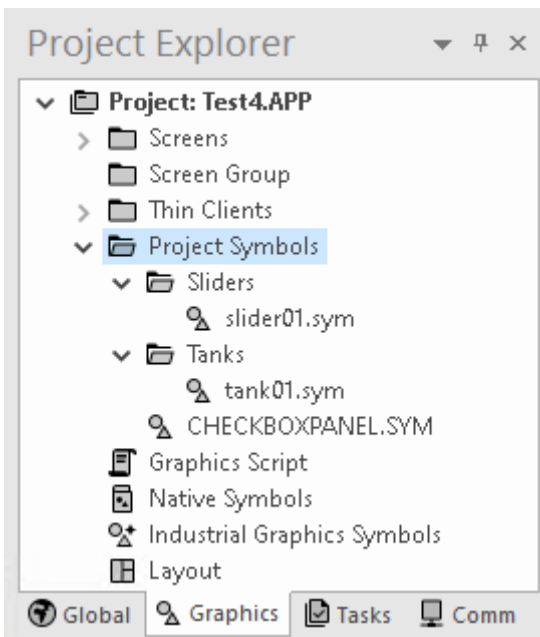 Project Explorer
Project: Test4.APP
Screens
Screen Group
Thin Clients
Project Symbols
Sliders
slider01.sym
Tanks
tank01.sym
CHECKBOXPANEL.SYM
Graphics Script
Native Symbols
Industrial Graphics Symbols
Layout
Global Graphics Tasks Comm